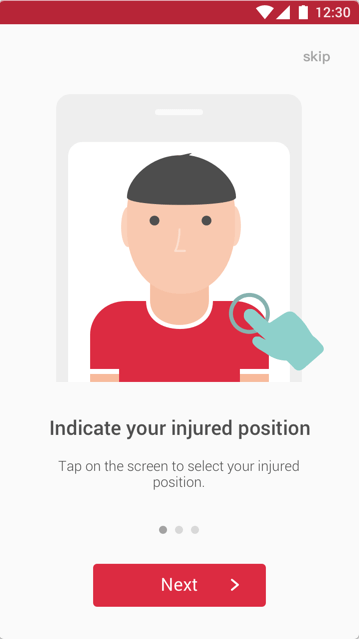 12:30
skip
Indicate your injured position
Tap on the screen to select your injured
position.
Next